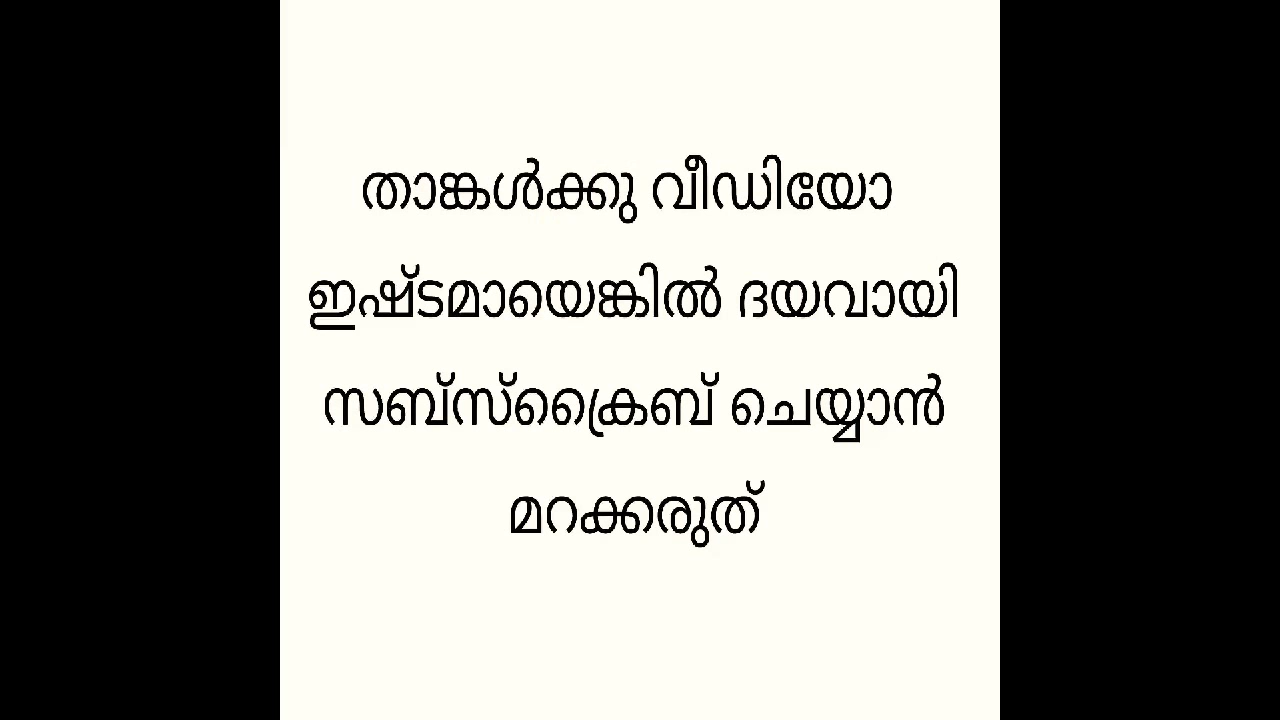 താങ്കൾക്കു വീഡിയോ
ഇഷ്ടമായെങ്കിൽ ദയവായി
സബ്സ്ക്രൈബ് ചെയ്യാൻ
മറക്കരുത്